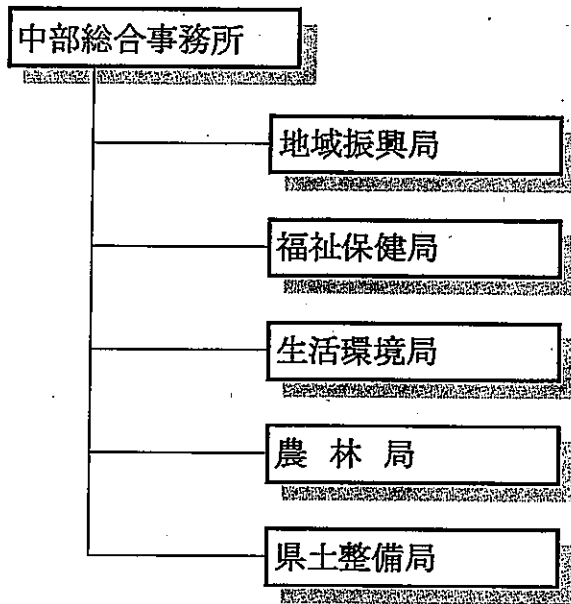 中部総合事務所
地域振興局
福祉保健局
生活環境局
農 林 局
県土整備局